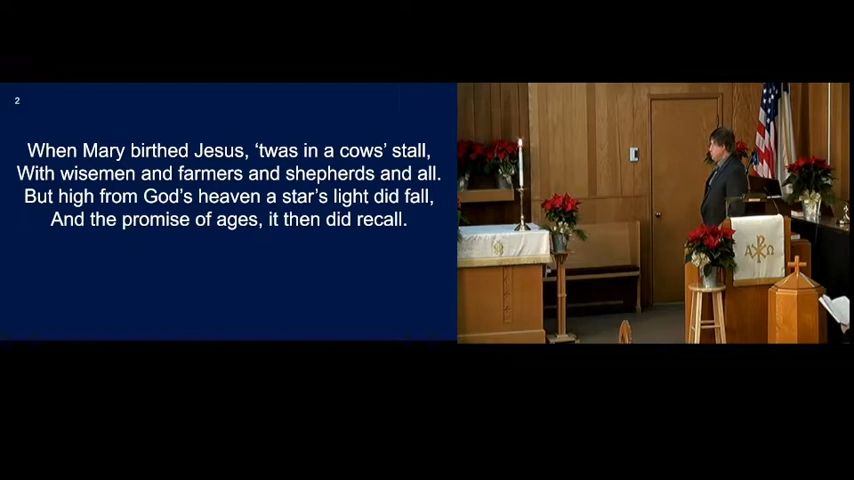 2
When Mary birthed Jesus, ‘twas in a cows’ stall,
With wisemen and farmers and shepherds and all.
But high from God’s heaven a star’s light did fall,
And the promise of ages, it then did recall.
Α Ω